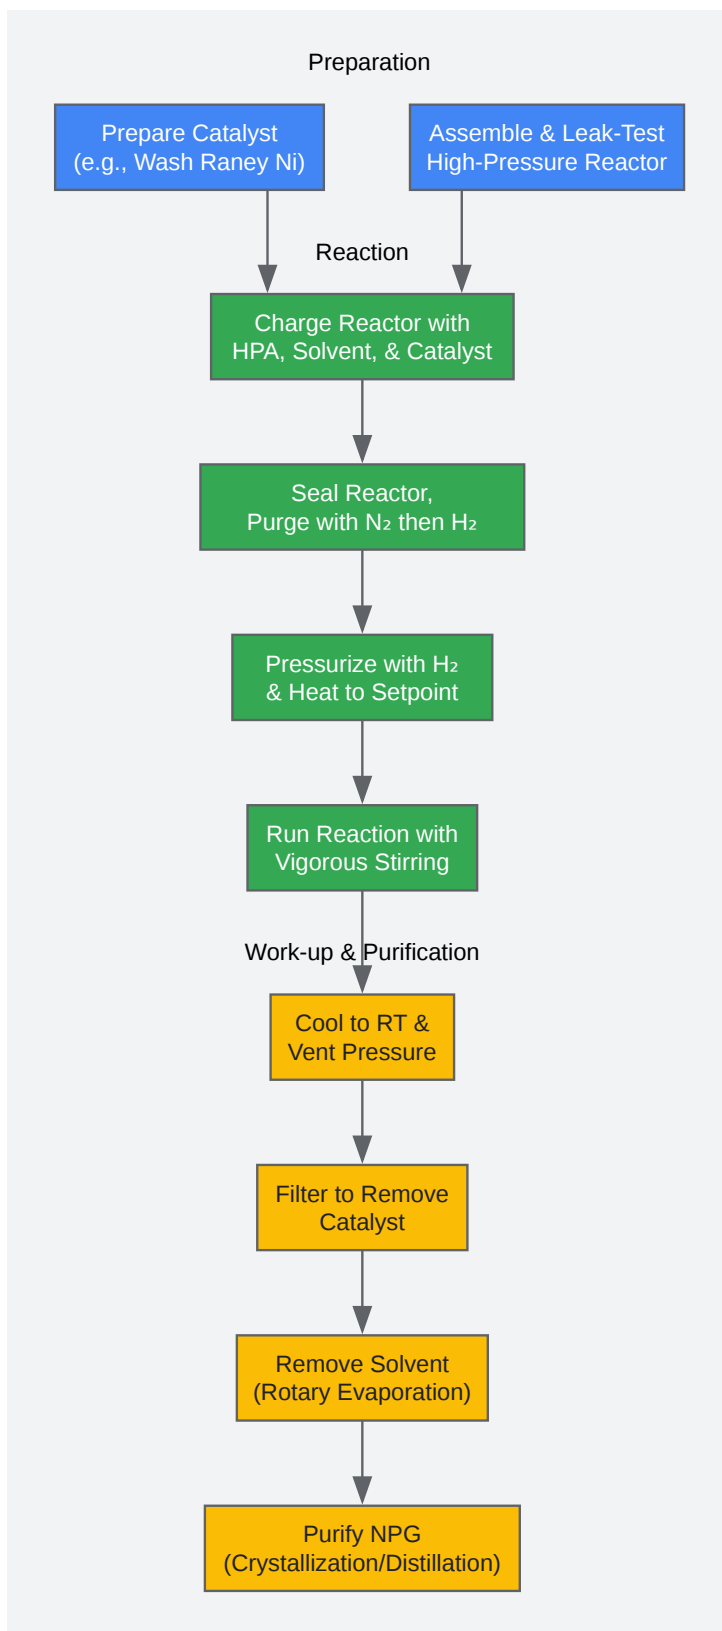 Preparation
Prepare Catalyst
(e.g., Wash Raney Ni)
Assemble & Leak-Test
High-Pressure Reactor
Reaction
Charge Reactor with
HPA, Solvent, & Catalyst
Seal Reactor,
Purge with N₂ then H₂
Pressurize with H₂
& Heat to Setpoint
Run Reaction with
Vigorous Stirring
Work-up & Purification
Cool to RT &
Vent Pressure
Filter to Remove
Catalyst
Remove Solvent
(Rotary Evaporation)
Purify NPG
(Crystallization/Distillation)